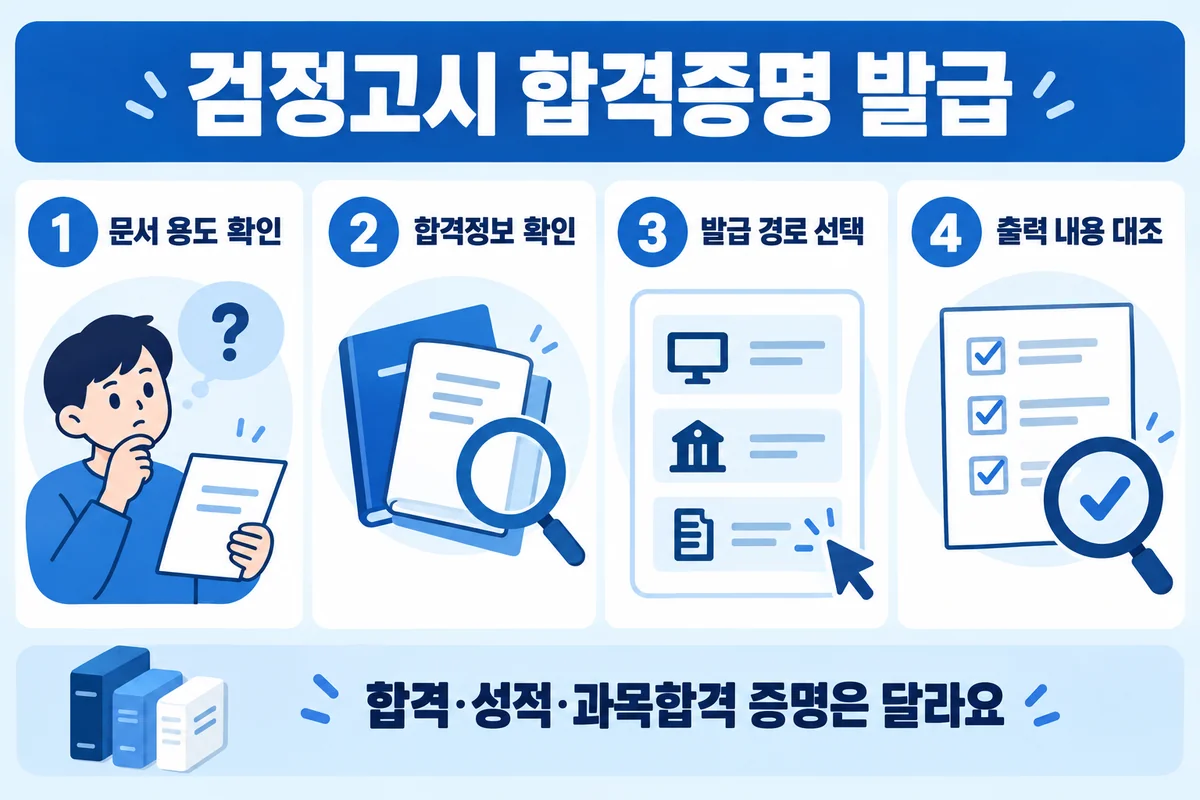 검정고시 합격증명 발급
1 문서 용도 확인
2 합격정보 확인
3 발급 경로 선택
4 출력 내용 대조
?
합격·성적·과목합격 증명은 달라요